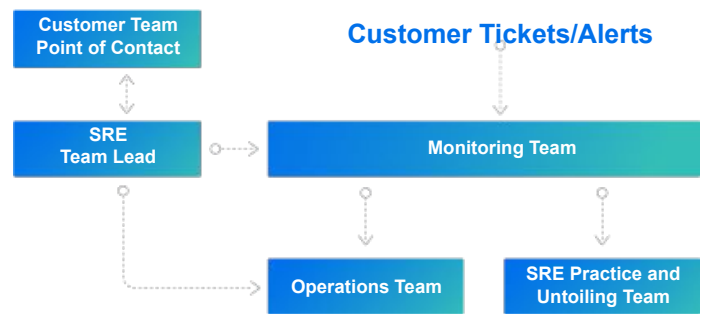 Customer Team
Point of Contact
Customer Tickets/Alerts
SRE
Team Lead
Monitoring Team
Operations Team
SRE Practice and
Untoiling Team